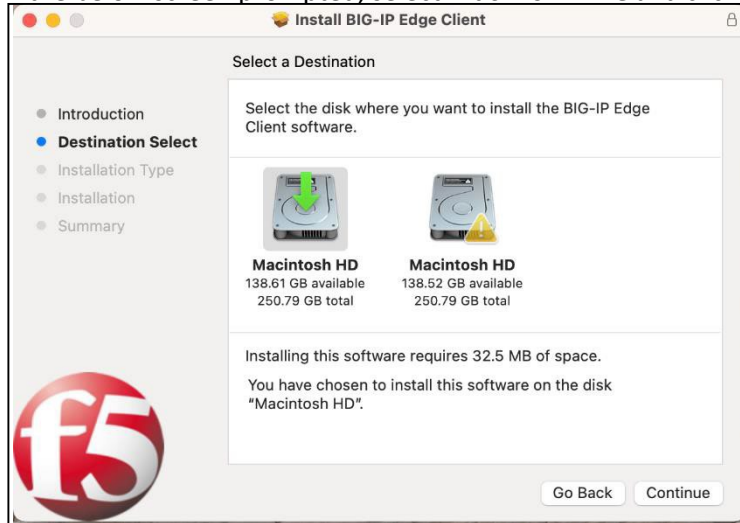 Install BIG-IP Edge Client
Select a Destination
Introduction
Destination Select
Installation Type
Installation
Summary
Select the disk where you want to install the BIG-IP Edge
Client software.
Macintosh HD
138.61 GB available
250.79 GB total
Macintosh HD
138.52 GB available
250.79 GB total
Installing this software requires 32.5 MB of space.
You have chosen to install this software on the disk
"Macintosh HD".
f5
Go Back
Continue